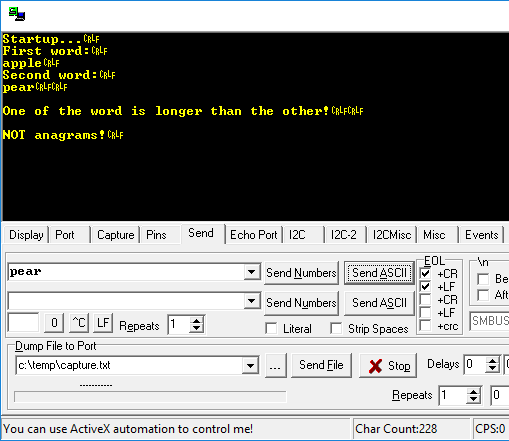 Startup...CRLF
First word:CRLF
appleCRLF
Second word:CRLF
pearCRLFCRLF
One of the word is longer than the other!CRLFCRLF
NOT anagrams!CRLF
Display Port Capture Pins Send Echo Port I2C I2C-2 I2CMisc Misc Events
pear Send Numbers Send ASCII EOL +CR +LF \n Be
Send Numbers Send ASCII +CR +LF Aft
0 ^C LF Repeats 1 Literal Strip Spaces +crc SMBUS
Dump File to Port
c:\temp\capture.txt ... Send File Stop Delays 0 0
Repeats 1 0
You can use ActiveX automation to control me! Char Count:228 CPS:0